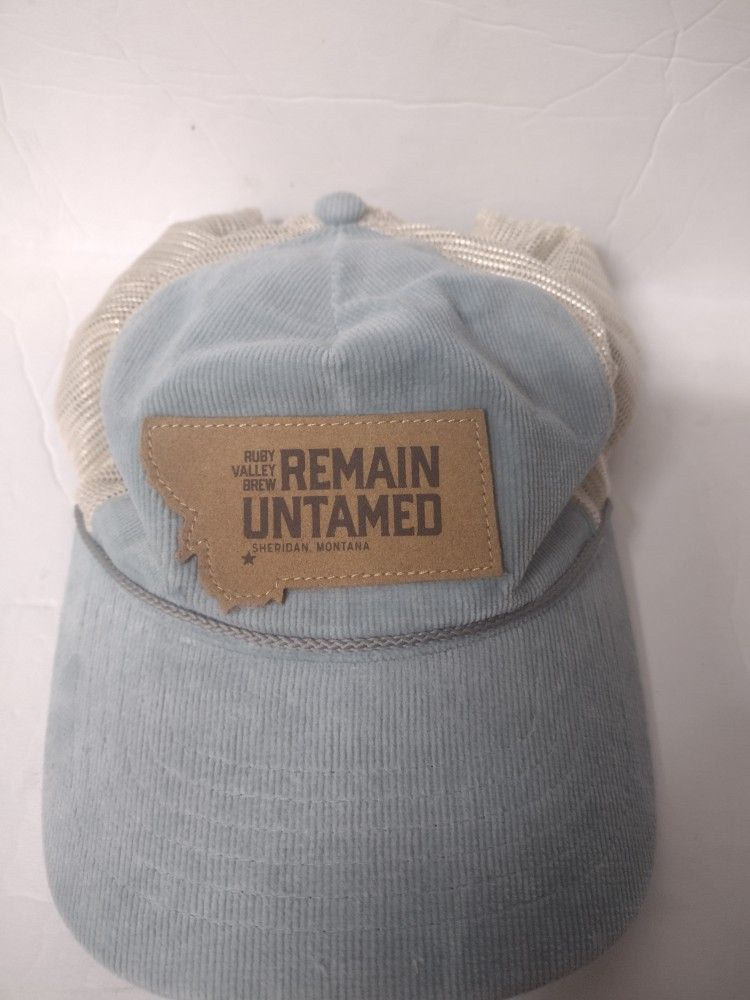 RUBY
VALLEY
BREW
REMAIN
UNTAMED
SHERIDAN, MONTANA